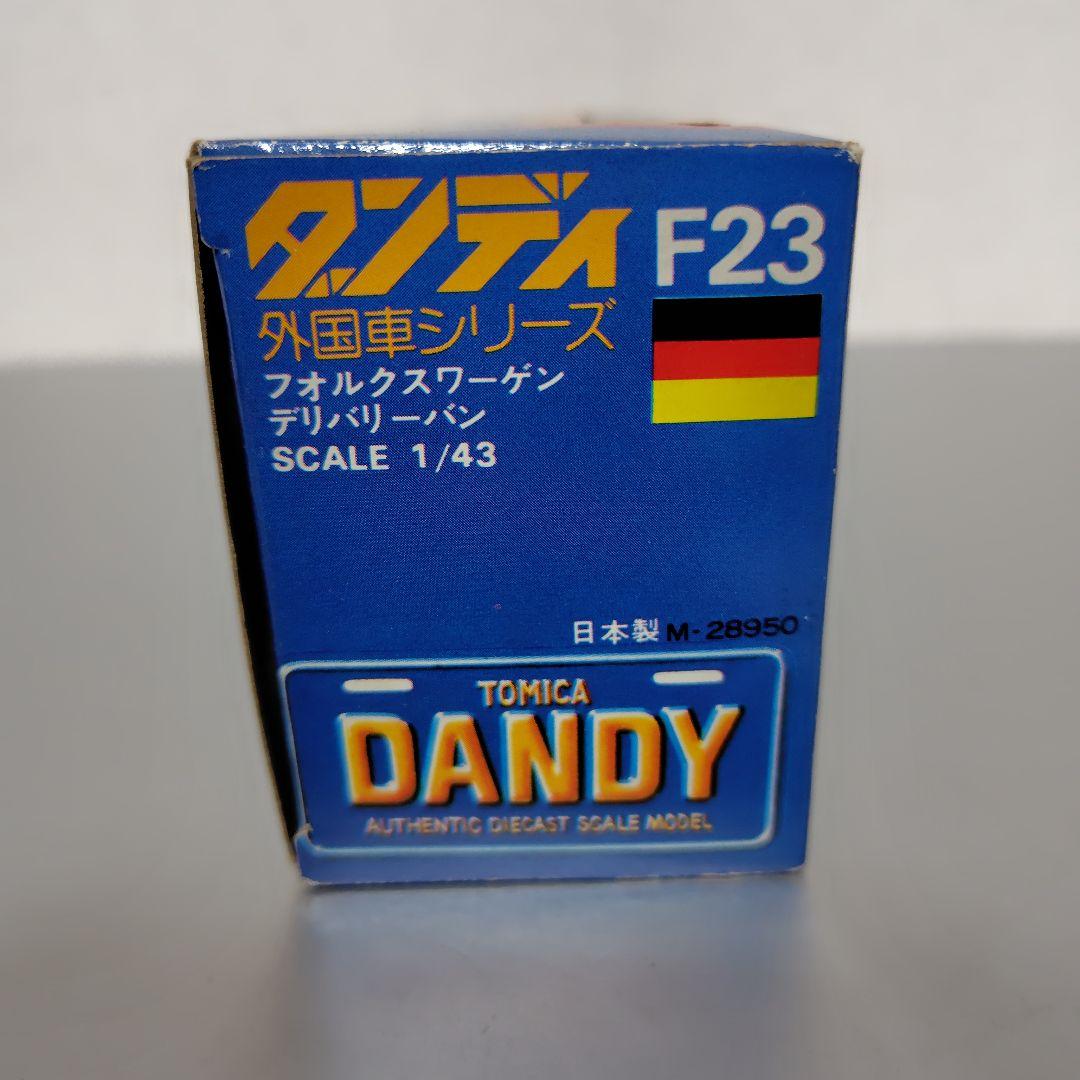 ダンディ F23
外国車シリーズ
フォルクスワーゲン
デリバリーバン
SCALE 1/43
日本製 M-28950
TOMICA
DANDY
AUTHENTIC DIECAST SCALE MODEL